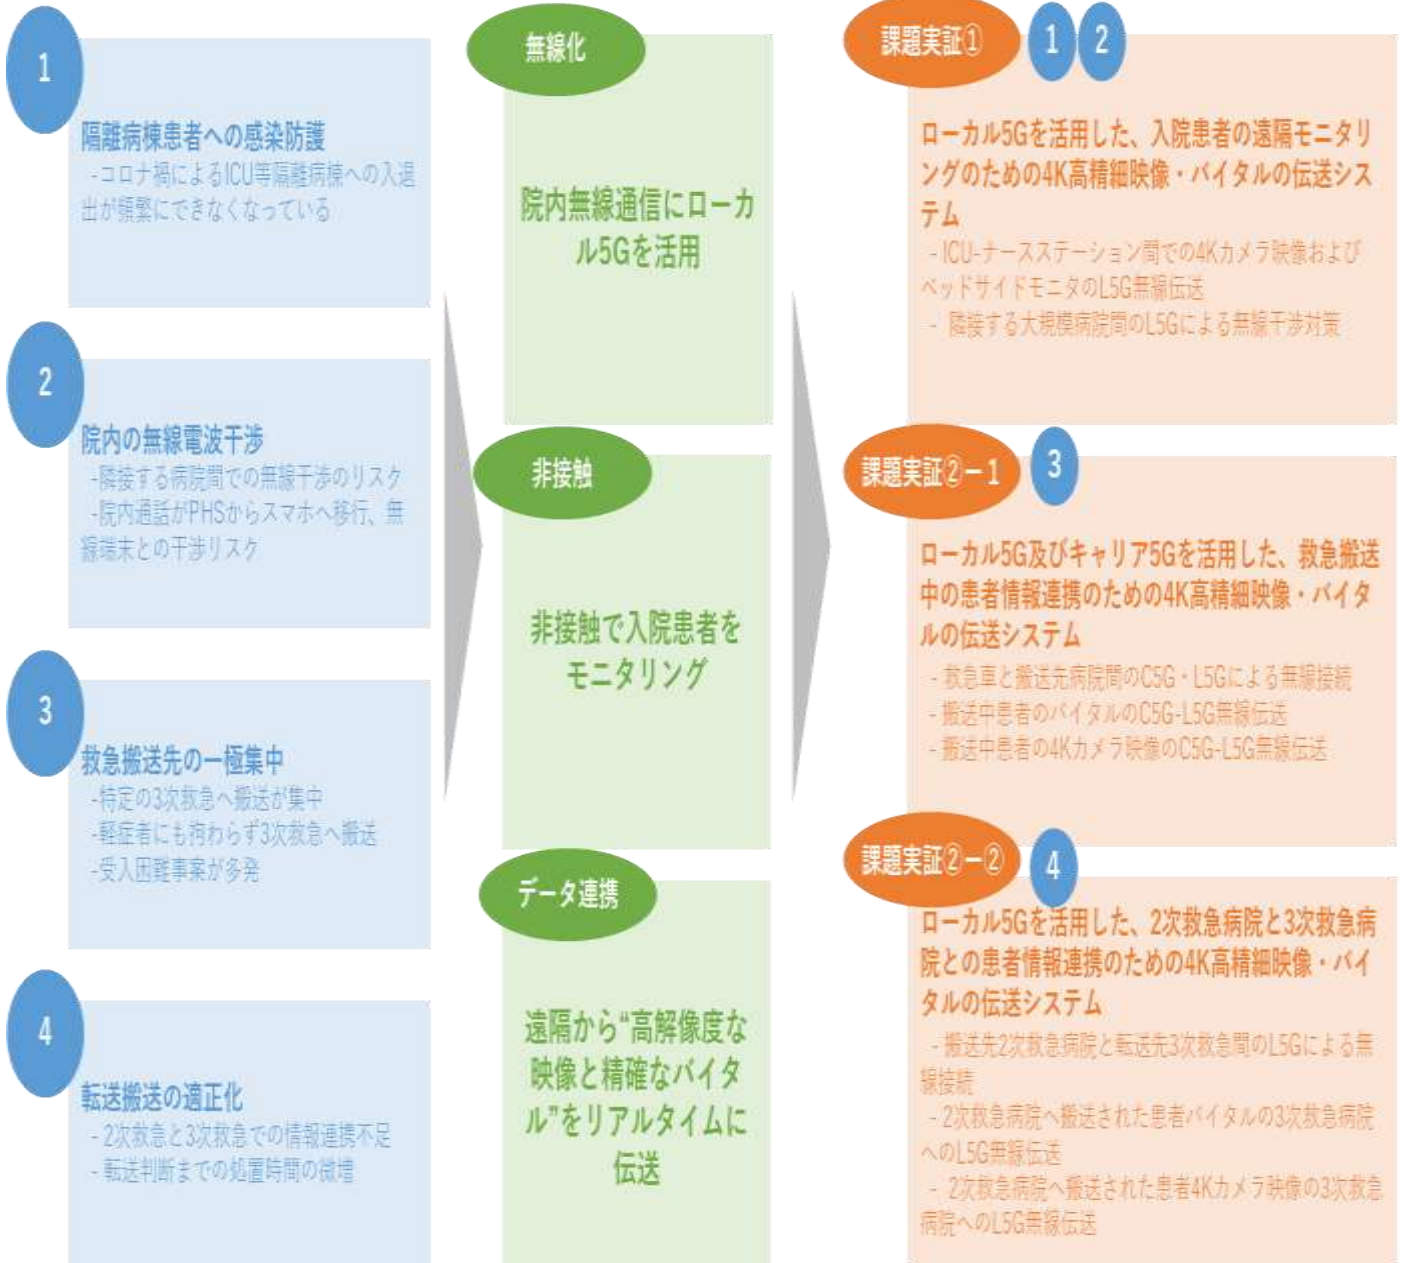 1
隔離病棟患者への感染防護
-コロナ禍によるICU等隔離病棟への入退
出が頻繁にできなくなっている
2
院内の無線電波干渉
-隣接する病院間での無線干渉のリスク
-院内通話がPHSからスマホへ移行、無
線端末との干渉リスク
3
救急搬送先の一極集中
-特定の3次救急へ搬送が集中
-軽症者にも拘わらず3次救急へ搬送
-受入困難事案が多発
4
転送搬送の適正化
- 2次救急と3次救急での情報連携不足
- 転送判断までの処置時間の微増
無線化
院内無線通信にローカ
ル5Gを活用
非接触
非接触で入院患者を
モニタリング
データ連携
遠隔から“高解像度な
映像と精確なバイタ
ル”をリアルタイムに
伝送
課題実証① 1 2
ローカル5Gを活用した、入院患者の遠隔モニタリ
ングのための4K高精細映像・バイタルの伝送シス
テム
- ICU-ナースステーション間での4Kカメラ映像および
ベッドサイドモニタのL5G無線伝送
- 隣接する大規模病院間のL5Gによる無線干渉対策
課題実証②－1 3
ローカル5G及びキャリア5Gを活用した、救急搬送
中の患者情報連携のための4K高精細映像・バイタ
ルの伝送システム
- 救急車と搬送先病院間のC5G・L5Gによる無線接続
- 搬送中患者のバイタルのC5G-L5G無線伝送
- 搬送中患者の4Kカメラ映像のC5G-L5G無線伝送
課題実証②－② 4
ローカル5Gを活用した、2次救急病院と3次救急病
院との患者情報連携のための4K高精細映像・バイ
タルの伝送システム
- 搬送先2次救急病院と転送先3次救急間のL5Gによる無
線接続
- 2次救急病院へ搬送された患者バイタルの3次救急病院
へのL5G無線伝送
- 2次救急病院へ搬送された患者4Kカメラ映像の3次救急
病院へのL5G無線伝送